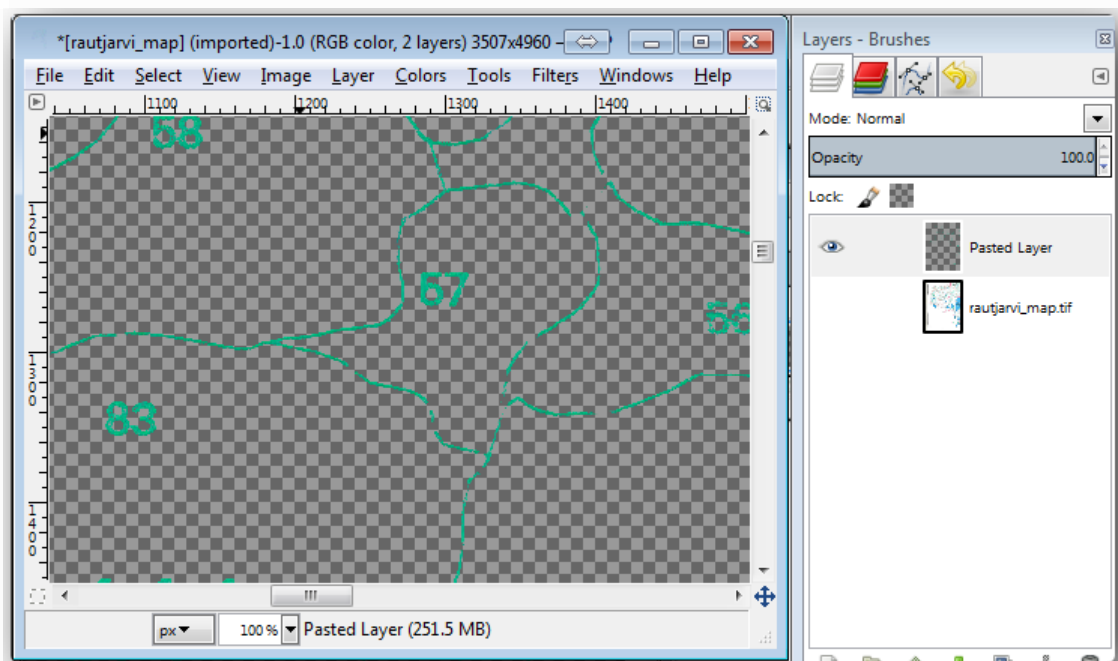 *[rautjarvi_map] (imported)-1.0 (RGB color, 2 layers) 3507x4960 –
File Edit Select View Image Layer Colors Tools Filters Windows Help
1100 1200 1300 1400
58
1200
57
56
1300
83
1400
px 100 % Pasted Layer (251.5 MB)
Layers - Brushes
Mode: Normal
Opacity 100.0
Lock:
Pasted Layer
rautjarvi_map.tif